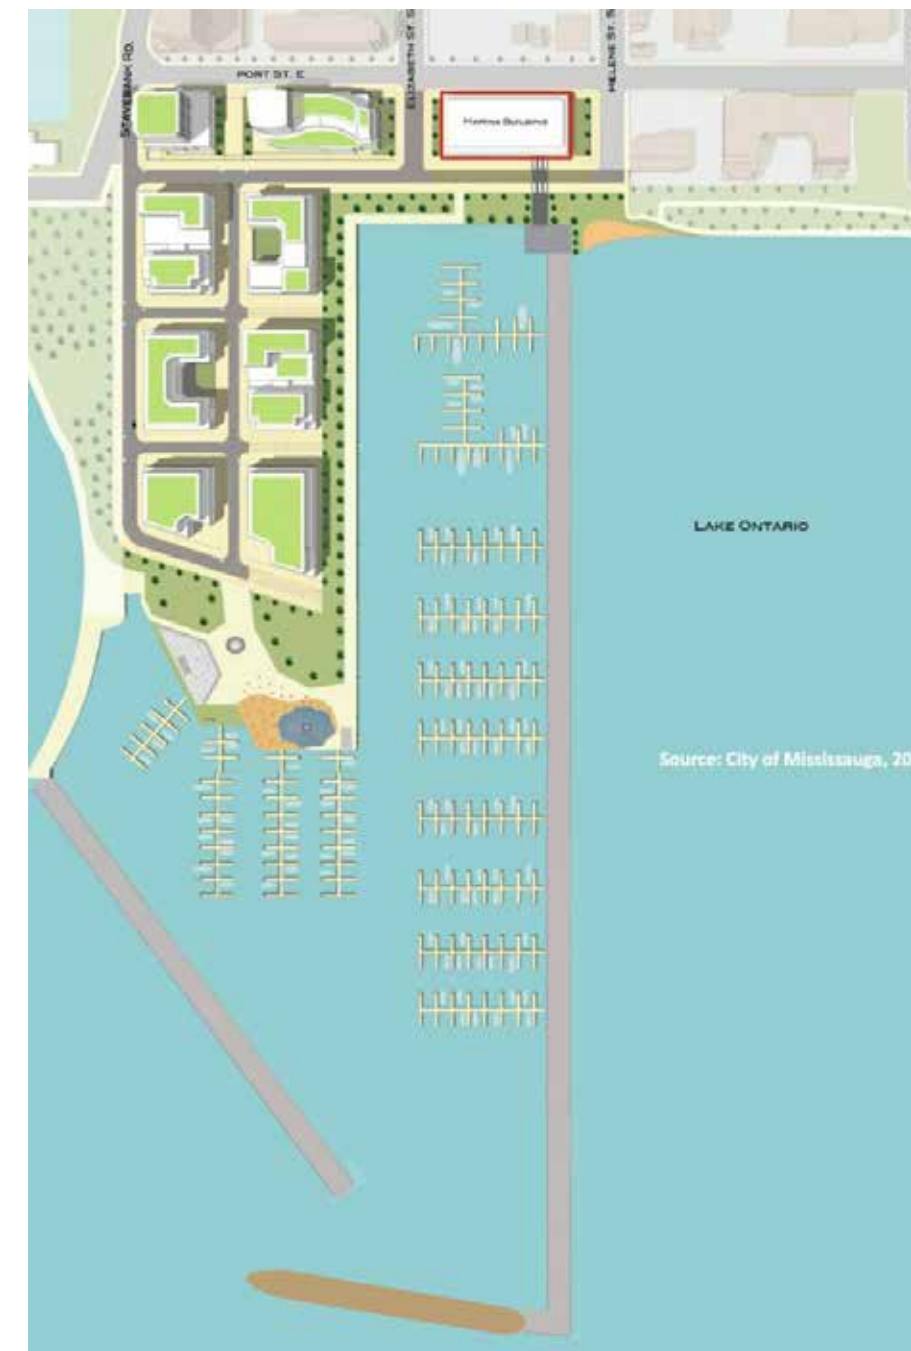 STAVEBANK RD.
ELIZABETH ST. S
HELENE ST. S
PORT ST. E
MARINA BUILDING
LAKE ONTARIO
Source: City of Mississauga, 20